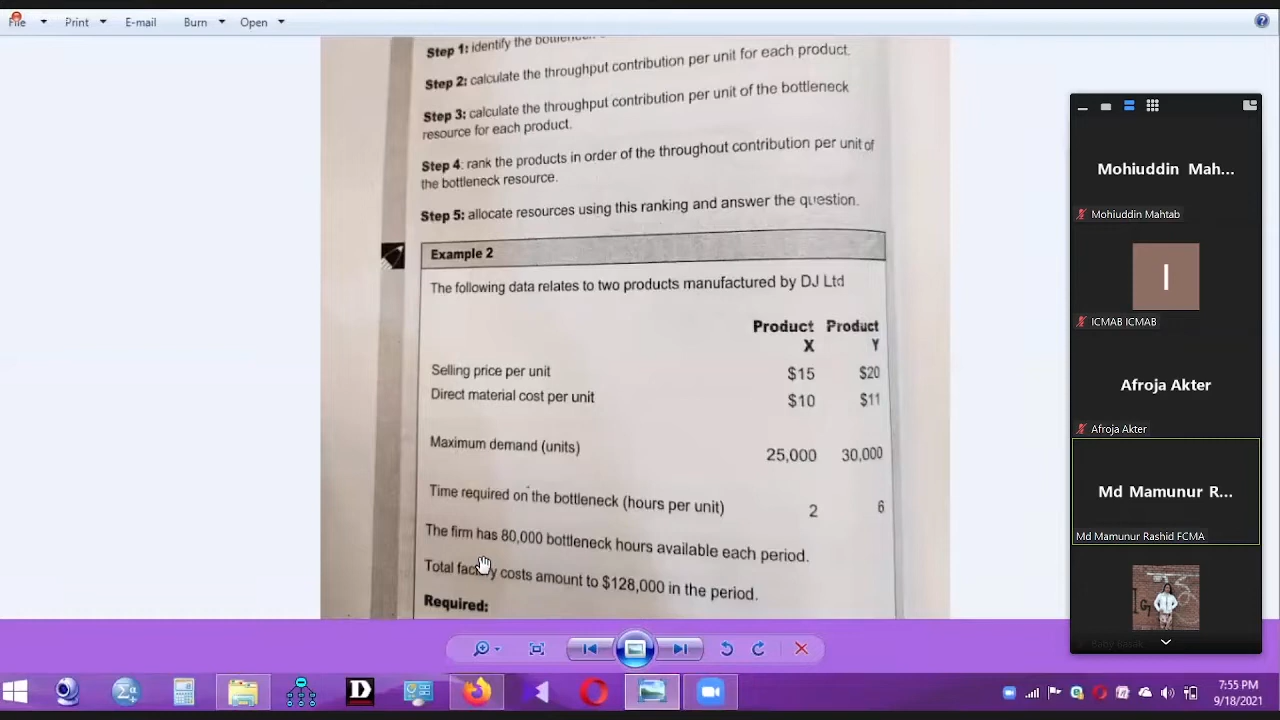 File Print E-mail Burn Open
Step 1: identify the
Step 2: calculate the throughput contribution per unit for each product.
Step 3: calculate the throughput contribution per unit of the bottleneck
resource for each product.
Step 4: rank the products in order of the throughout contribution per unit of
the bottleneck resource.
Step 5: allocate resources using this ranking and answer the question.
Example 2
The following data relates to two products manufactured by DJ Ltd
Product Product
X Y
Selling price per unit $15 $20
Direct material cost per unit $10 $11
Maximum demand (units) 25,000 30,000
Time required on the bottleneck (hours per unit) 2 6
The firm has 80,000 bottleneck hours available each period.
Total factory costs amount to $128,000 in the period.
Required:
Mohiuddin Mah...
Mohiuddin Mahtab
I
ICMAB ICMAB
Afroja Akter
Afroja Akter
Md Mamunur R...
Md Mamunur Rashid FCMA
7:55 PM
9/18/2021